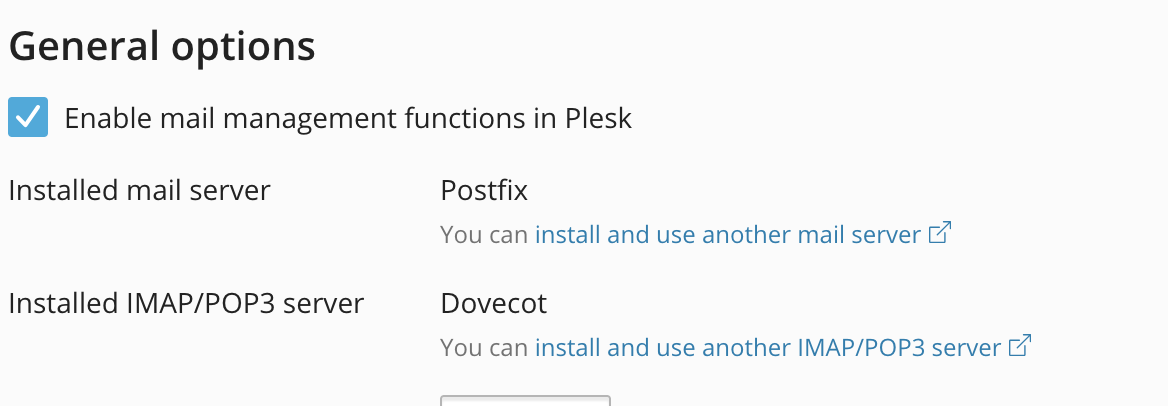 General options
Enable mail management functions in Plesk
Installed mail server Postfix
You can install and use another mail server
Installed IMAP/POP3 server Dovecot
You can install and use another IMAP/POP3 server